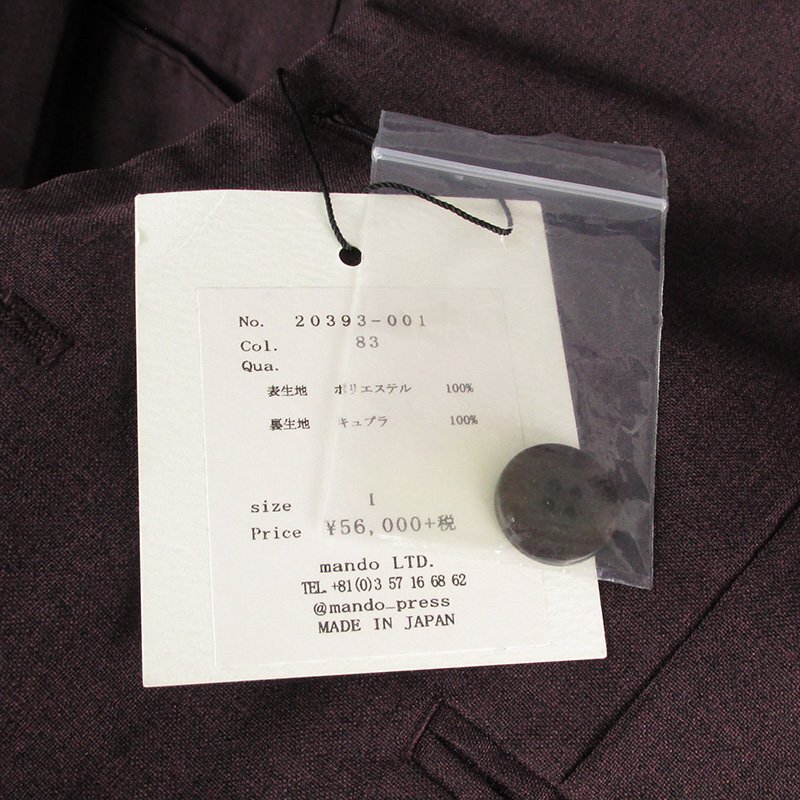 No. 20393-001
Col. 83
Qua.
表生地 ポリエステル 100%
裏生地 キュプラ 100%
size I
Price ¥56,000+税
mando LTD.
TEL. +81(0)3 57 16 68 62
@mando_press
MADE IN JAPAN